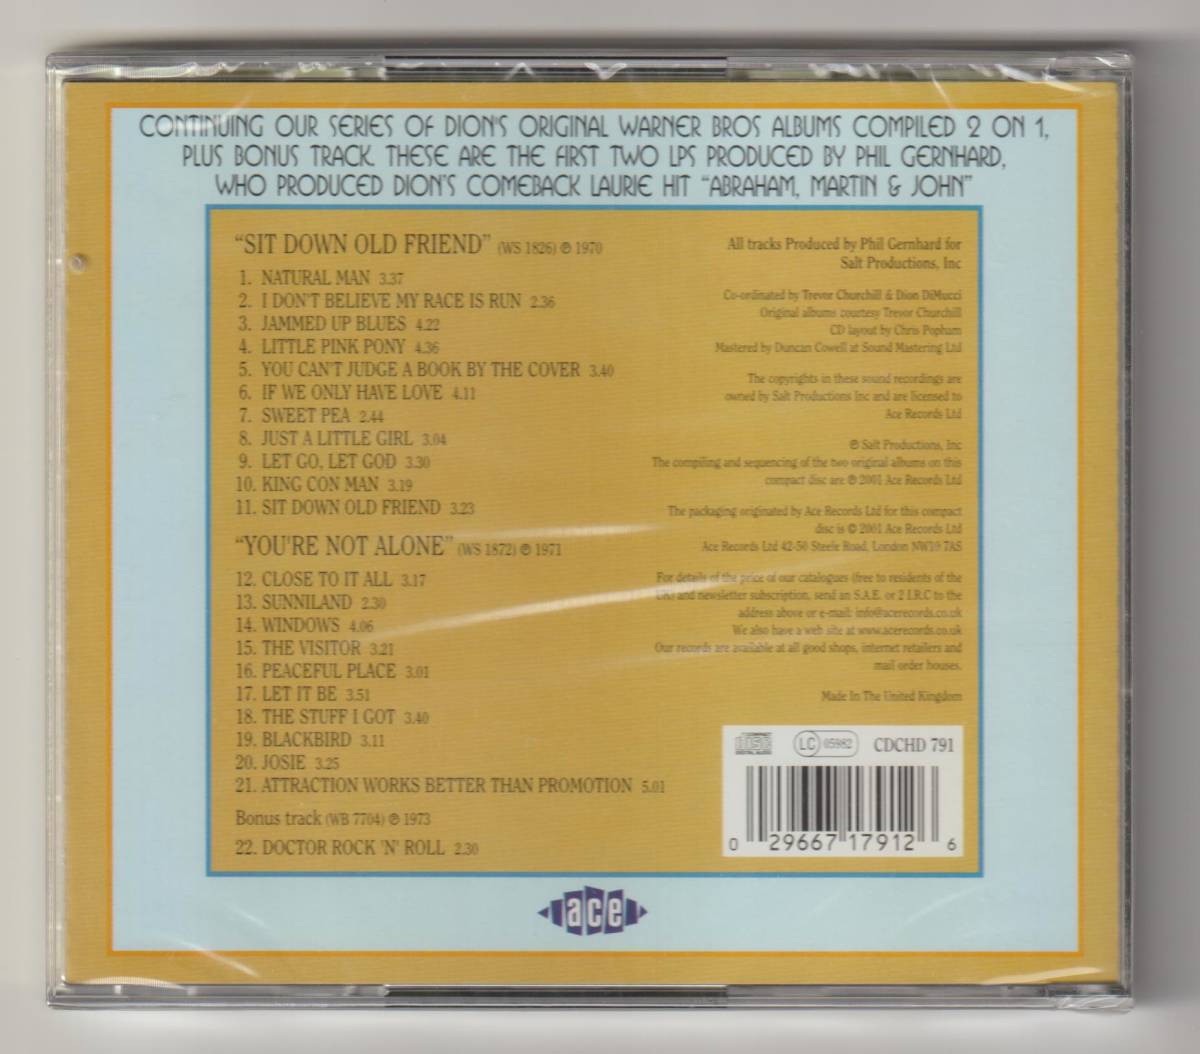 CONTINUING OUR SERIES OF DION'S ORIGINAL WARNER BROS ALBUMS COMPILED 2 ON 1,
PLUS BONUS TRACK. THESE ARE THE FIRST TWO LPS PRODUCED BY PHIL GERNHARD,
WHO PRODUCED DION'S COMEBACK LAURIE HIT "ABRAHAM, MARTIN & JOHN"
"SIT DOWN OLD FRIEND" (WS 1826) ℗ 1970
1. NATURAL MAN 3.37
2. I DON'T BELIEVE MY RACE IS RUN 2.36
3. JAMMED UP BLUES 4.22
4. LITTLE PINK PONY 4.36
5. YOU CAN'T JUDGE A BOOK BY THE COVER 3.40
6. IF WE ONLY HAVE LOVE 4.11
7. SWEET PEA 2.44
8. JUST A LITTLE GIRL 3.04
9. LET GO, LET GOD 3.30
10. KING CON MAN 3.19
11. SIT DOWN OLD FRIEND 3.23
"YOU'RE NOT ALONE" (WS 1872) ℗ 1971
12. CLOSE TO IT ALL 3.17
13. SUNNILAND 2.30
14. WINDOWS 4.06
15. THE VISITOR 3.21
16. PEACEFUL PLACE 3.01
17. LET IT BE 3.51
18. THE STUFF I GOT 3.40
19. BLACKBIRD 3.11
20. JOSIE 3.25
21. ATTRACTION WORKS BETTER THAN PROMOTION 5.01
Bonus track (WB 7704) ℗ 1973
22. DOCTOR ROCK 'N' ROLL 2.30
All tracks Produced by Phil Gernhard for
Salt Productions, Inc
Co-ordinated by Trevor Churchill & Dion DiMucci
Original albums courtesy Trevor Churchill
CD layout by Chris Popham
Mastered by Duncan Cowell at Sound Mastering Ltd
The copyrights in these sound recordings are
owned by Salt Productions Inc and are licensed to
Ace Records Ltd
℗ Salt Productions, Inc
The compiling and sequencing of the two original albums on this
compact disc are ℗ 2001 Ace Records Ltd
The packaging originated by Ace Records Ltd for this compact
disc is © 2001 Ace Records Ltd
Ace Records Ltd 42-50 Steele Road, London NW10 7AS
For details of the price of our catalogues (free to residents of the
UK) and newsletter subscription, send an S.A.E. or 2 I.R.C to the
address above or e-mail: info@acerecords.co.uk
We also have a web site at www.acerecords.co.uk
Our records are available at all good shops, internet retailers and
mail order houses.
Made In The United Kingdom
COMPACT
disc
DIGITAL AUDIO
LC 05982
CDCHD 791
0 29667 17912 6
ace